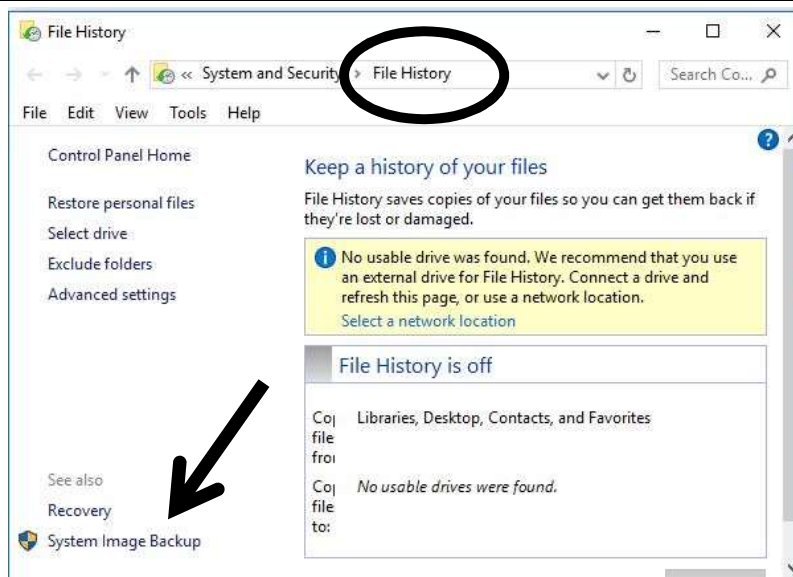 File History
« System and Security › File History
Search Co...
File Edit View Tools Help
Control Panel Home
Restore personal files
Select drive
Exclude folders
Advanced settings
See also
Recovery
System Image Backup
Keep a history of your files
File History saves copies of your files so you can get them back if
they're lost or damaged.
No usable drive was found. We recommend that you use
an external drive for File History. Connect a drive and
refresh this page, or use a network location.
Select a network location
File History is off
file
Libraries, Desktop, Contacts, and Favorites
file
to:
No usable drives were found.